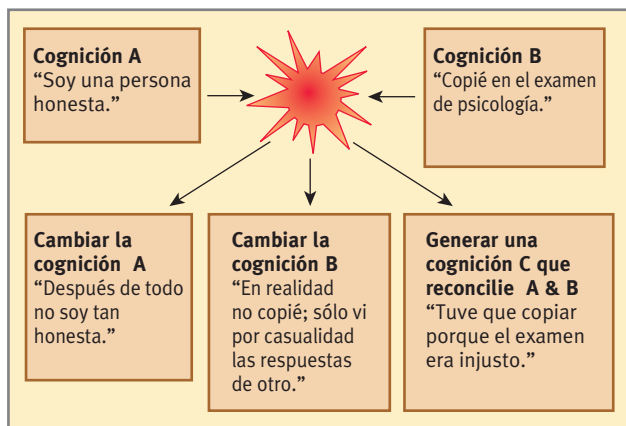 Cognición A
“Soy una persona
honesta.”
Cognición B
“Copié en el examen
de psicología.”
Cambiar la
cognición A
“Después de todo
no soy tan
honesta.”
Cambiar la
cognición B
“En realidad
no copié; sólo vi
por casualidad
las respuestas
de otro.”
Generar una
cognición C que
reconcilie A & B
“Tuve que copiar
porque el examen
era injusto.”